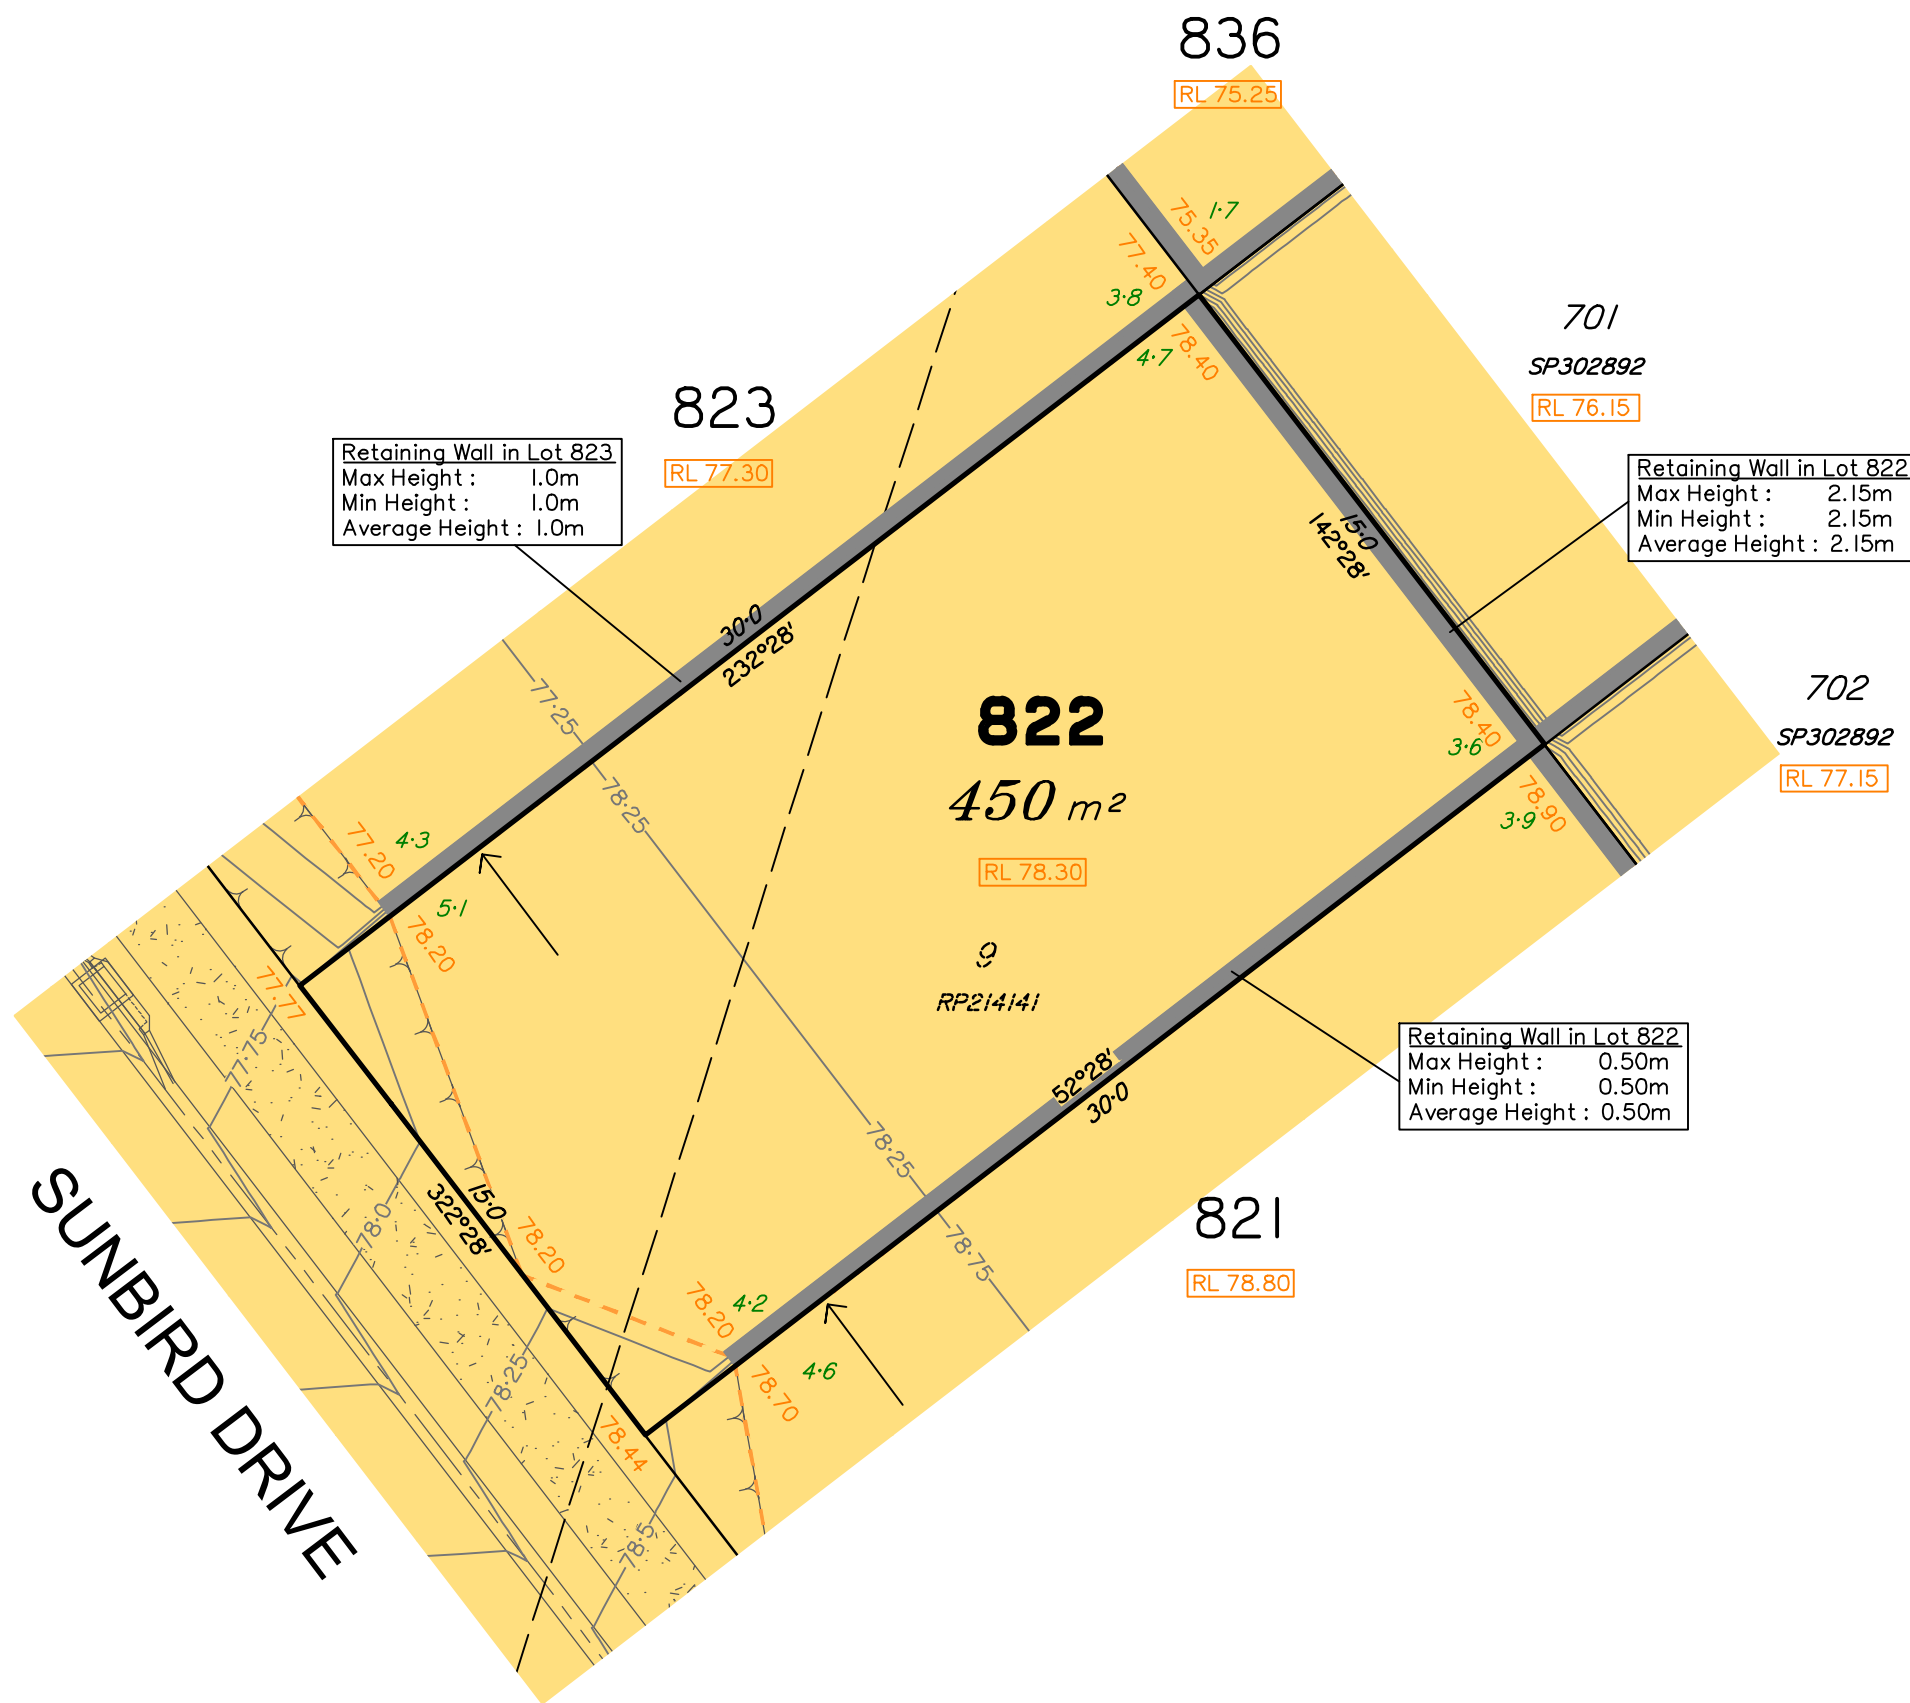 836
RL 75.25
1·7
75.35
77.40
3·8
4·7
78.40
701
SP302892
RL 76.15
823
RL 77.30
Retaining Wall in Lot 823
Max Height : 1.0m
Min Height : 1.0m
Average Height : 1.0m
Retaining Wall in Lot 822
Max Height : 2.15m
Min Height : 2.15m
Average Height : 2.15m
15·0
142°28'
30·0
232°28'
77·25
78·25
822
450 m²
RL 78.30
9
RP214141
78.40
3·6
78.90
3·9
702
SP302892
RL 77.15
77.20
4·3
5·1
78.20
77.77
77·75
78·0
15·0
322°28'
78.20
78.20
4·2
4·6
78.70
78·25
78.44
78·5
52°28'
30·0
78·25
78·75
Retaining Wall in Lot 822
Max Height : 0.50m
Min Height : 0.50m
Average Height : 0.50m
821
RL 78.80
SUNBIRD DRIVE